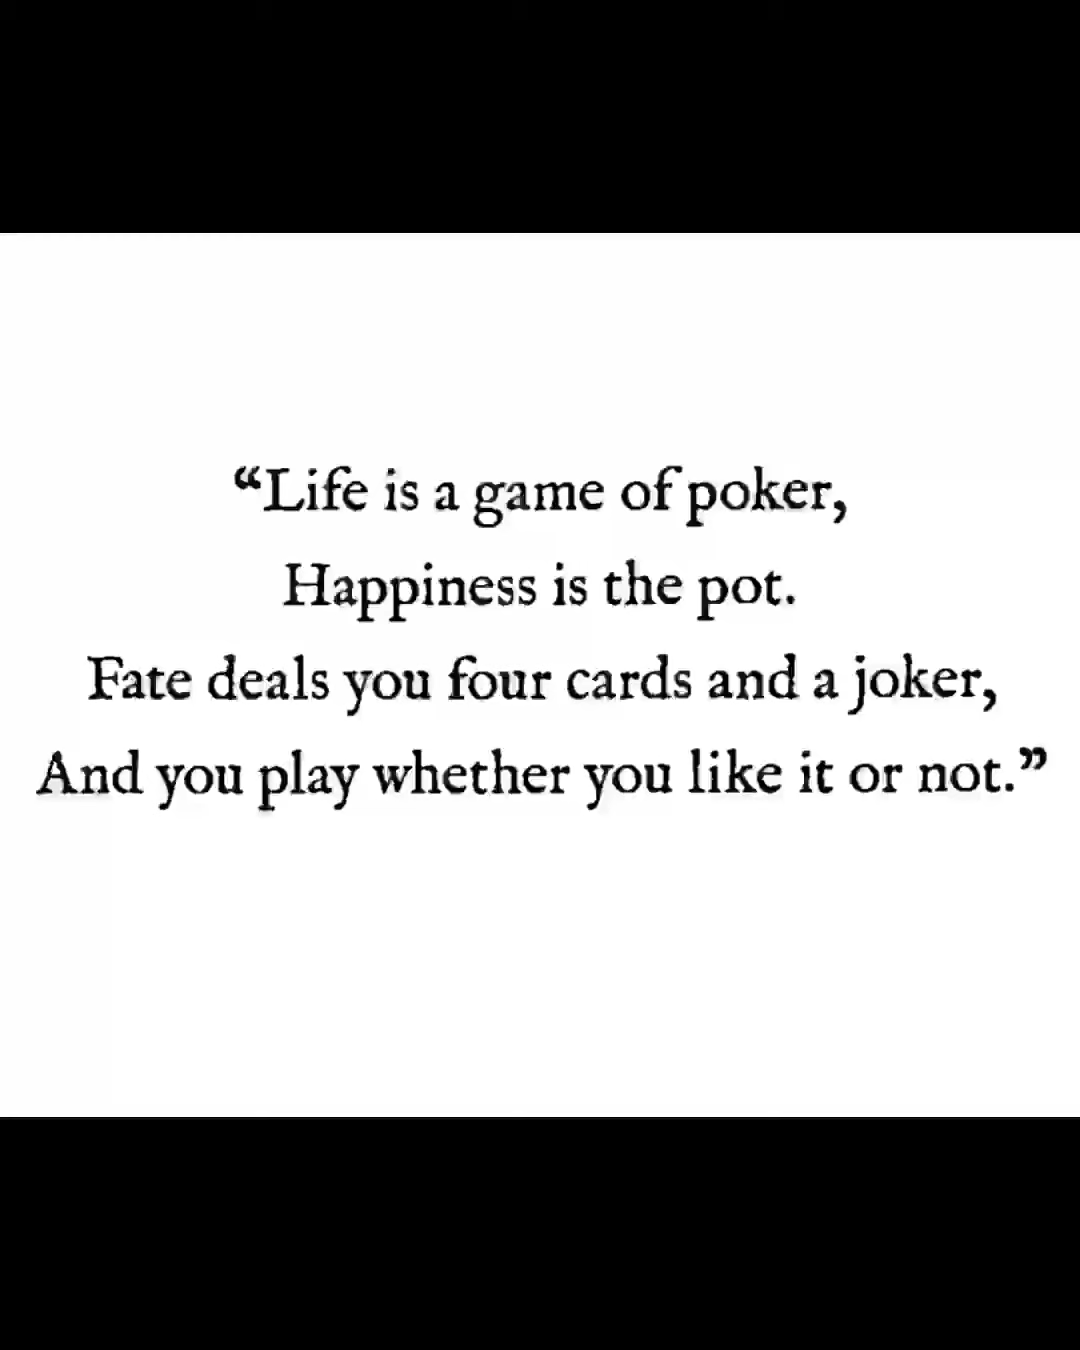 “Life is a game of poker,
Happiness is the pot.
Fate deals you four cards and a joker,
And you play whether you like it or not.”